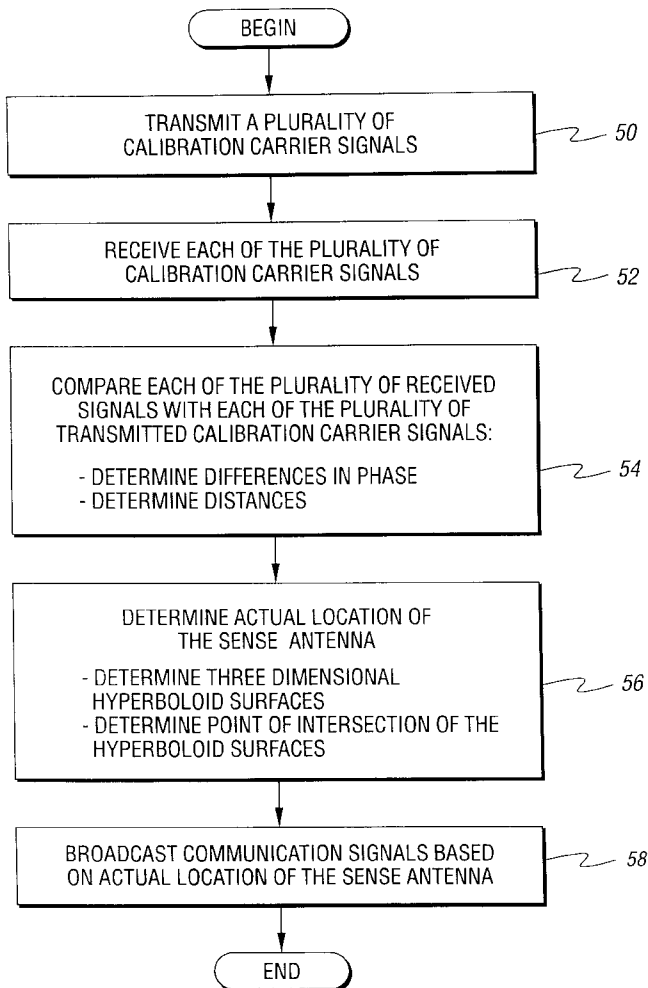 BEGIN
TRANSMIT A PLURALITY OF
CALIBRATION CARRIER SIGNALS
50
RECEIVE EACH OF THE PLURALITY OF
CALIBRATION CARRIER SIGNALS
52
COMPARE EACH OF THE PLURALITY OF RECEIVED
SIGNALS WITH EACH OF THE PLURALITY OF
TRANSMITTED CALIBRATION CARRIER SIGNALS:
- DETERMINE DIFFERENCES IN PHASE
- DETERMINE DISTANCES
54
DETERMINE ACTUAL LOCATION OF
THE SENSE ANTENNA
- DETERMINE THREE DIMENSIONAL
HYPERBOLOID SURFACES
- DETERMINE POINT OF INTERSECTION OF THE
HYPERBOLOID SURFACES
56
BROADCAST COMMUNICATION SIGNALS BASED
ON ACTUAL LOCATION OF THE SENSE ANTENNA
58
END